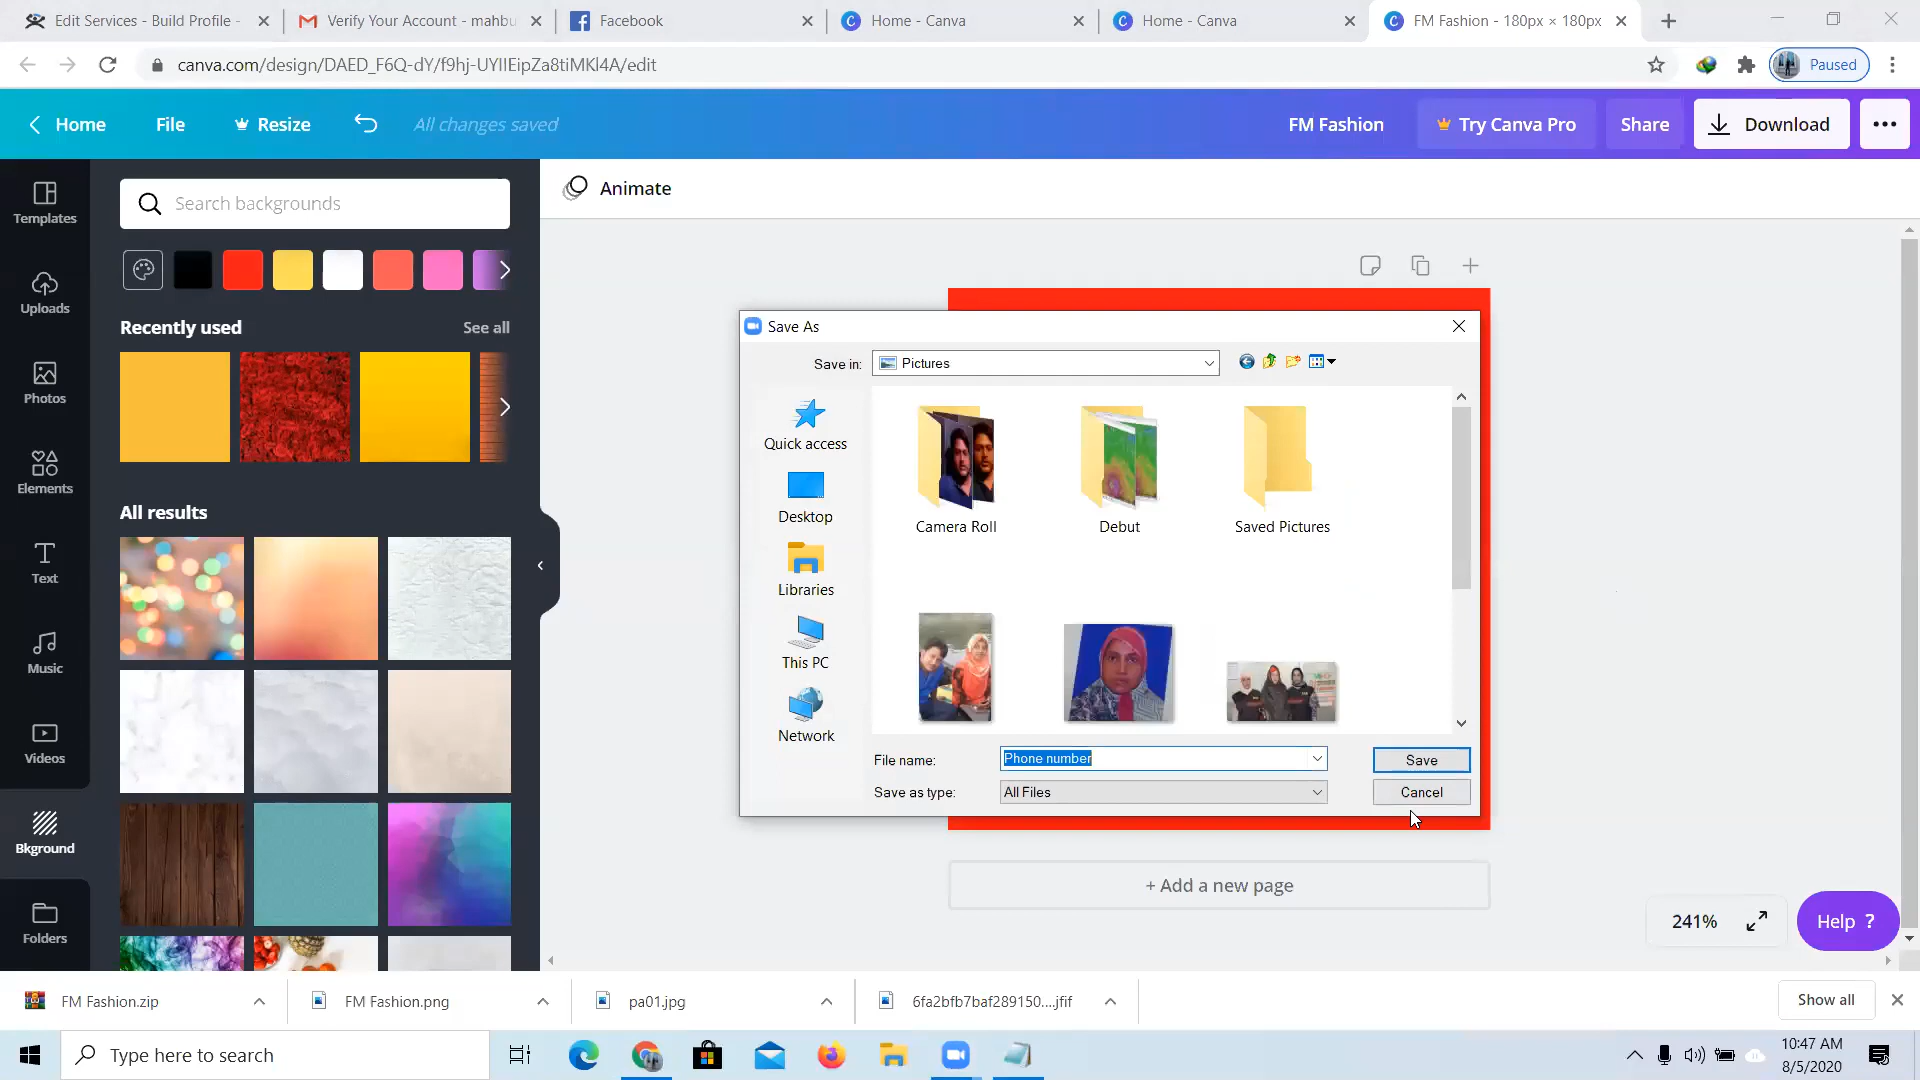 Edit Services - Build Profile -
Verify Your Account - mahbu
Facebook
Home - Canva
Home - Canva
FM Fashion - 180px × 180px
canva.com/design/DAED_F6Q-dY/f9hj-UYIIEipZa8tiMKl4A/edit
Paused
Home
File
Resize
All changes saved
FM Fashion
Try Canva Pro
Share
Download
Templates
Uploads
Photos
Elements
Text
Music
Videos
Bkground
Folders
Search backgrounds
Recently used
See all
All results
Animate
Save As
Save in:
Pictures
Quick access
Desktop
Libraries
This PC
Network
Camera Roll
Debut
Saved Pictures
File name:
Phone number
Save
Save as type:
All Files
Cancel
+ Add a new page
241%
Help ?
FM Fashion.zip
FM Fashion.png
pa01.jpg
6fa2bfb7baf289150....jfif
Show all
Type here to search
10:47 AM
8/5/2020